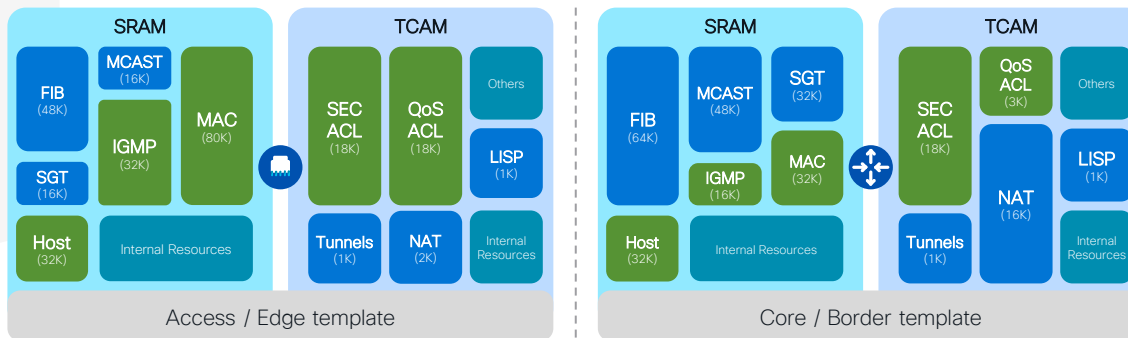 SRAM
FIB
(48K)
MCAST
(16K)
IGMP
(32K)
MAC
(80K)
SGT
(16K)
Host
(32K)
Internal Resources
TCAM
SEC
ACL
(18K)
QoS
ACL
(18K)
Others
LISP
(1K)
Tunnels
(1K)
NAT
(2K)
Internal
Resources
Access / Edge template
SRAM
FIB
(64K)
MCAST
(48K)
SGT
(32K)
IGMP
(16K)
MAC
(32K)
Host
(32K)
Internal Resources
TCAM
SEC
ACL
(18K)
QoS
ACL
(3K)
Others
LISP
(1K)
NAT
(16K)
Tunnels
(1K)
Internal
Resources
Core / Border template